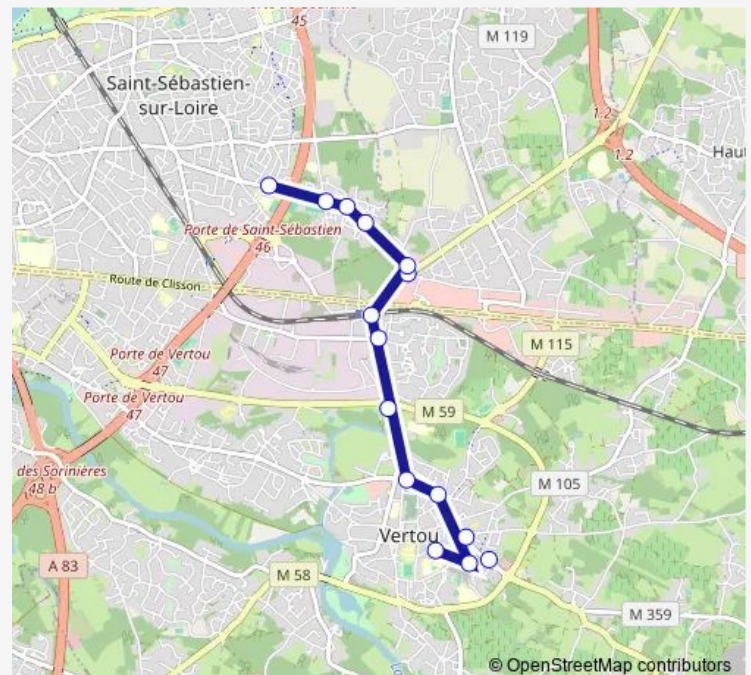 45
M 119
Saint-Sébastien-
sur-Loire
1.2
1.2
Hau
Porte de Saint-Sébastien
46
Route de Clisson
M 115
Porte de Vertou
47
Porte de Vertou
47
M 59
des Sorinières
48 b
M 105
Vertou
A 83
M 58
M 359
© OpenStreetMap contributors